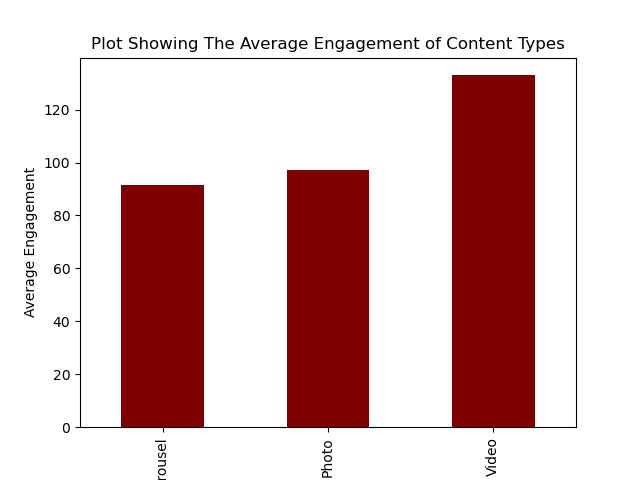 Plot Showing The Average Engagement of Content Types
Average Engagement
120
100
80
60
40
20
0
rousel
Photo
Video